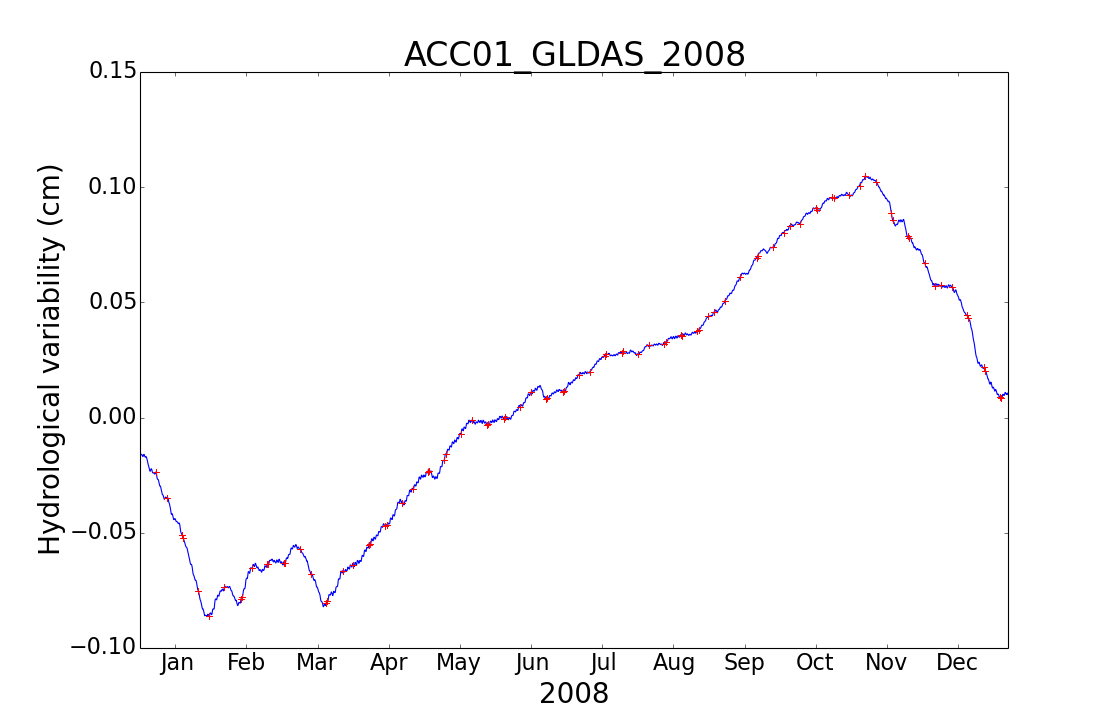 ACC01_GLDAS_2008
Hydrological variability (cm)
0.15
0.10
0.05
0.00
−0.05
−0.10
Jan Feb Mar Apr May Jun Jul Aug Sep Oct Nov Dec
2008